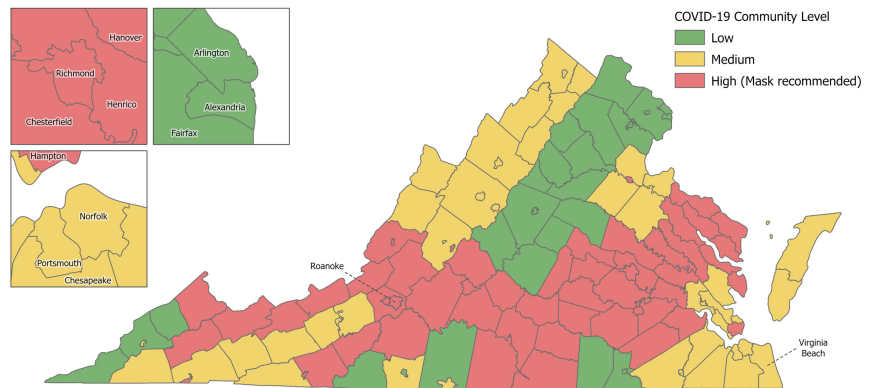 COVID-19 Community Level
Low
Medium
High (Mask recommended)
Hanover
Richmond
Henrico
Chesterfield
Arlington
Alexandria
Fairfax
Hampton
Norfolk
Portsmouth
Chesapeake
Roanoke
Virginia
Beach